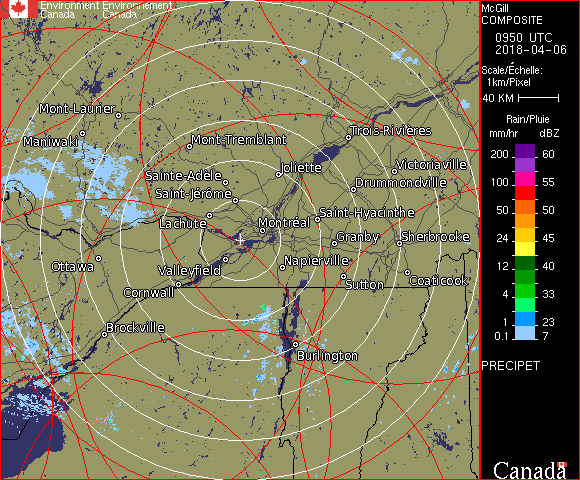 Environment Environnement
Canada Canada
McGill
COMPOSITE
0950 UTC
2018-04-06
Scale/Échelle:
1km/Pixel
40 KM
Rain/Pluie
mm/hr dBZ
200 60
100 55
50 50
24 45
12 40
4 33
0.1 23
7
PRECIPET
Canada
Mont-Laurier
Maniwaki
Mont-Tremblant
Trois-Rivières
Joliette
Victoriaville
Sainte-Adèle
Drummondville
Saint-Jérôme
Lachute
Saint-Hyacinthe
Montréal
Granby
Sherbrooke
Ottawa
Valleyfield
Napierville
Cornwall
Sutton
Coaticook
Brockville
Burlington